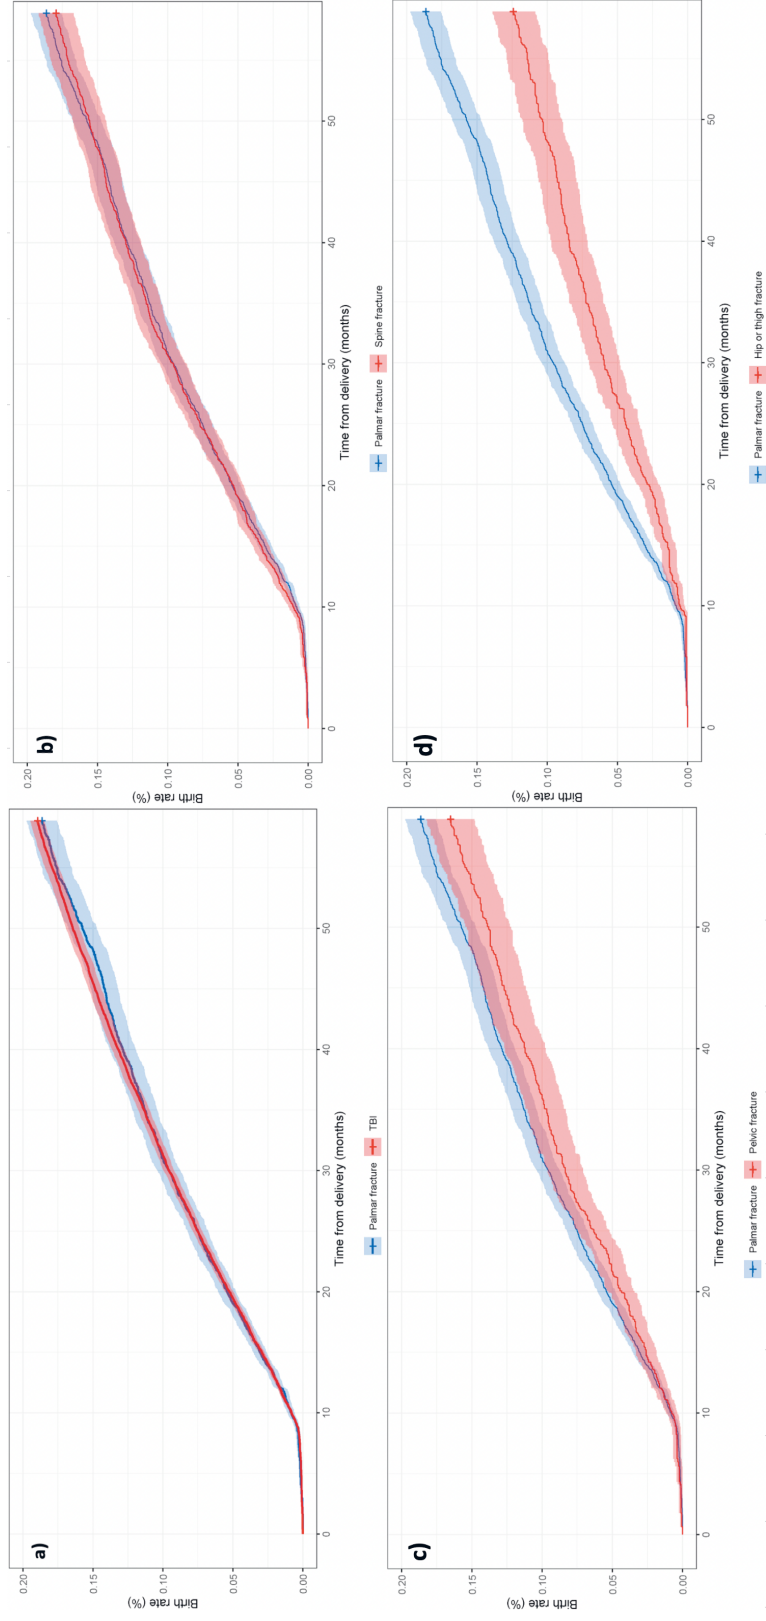 a)
Birth rate (%)
0.20
0.15
0.10
0.05
0.00
0 10 20 30 40 50
Time from delivery (months)
Palmar fracture TBI
b)
Birth rate (%)
0.20
0.15
0.10
0.05
0.00
0 10 20 30 40 50
Time from delivery (months)
Palmar fracture Spine fracture
c)
Birth rate (%)
0.20
0.15
0.10
0.05
0.00
0 10 20 30 40 50
Time from delivery (months)
Palmar fracture Pelvic fracture
d)
Birth rate (%)
0.20
0.15
0.10
0.05
0.00
0 10 20 30 40 50
Time from delivery (months)
Palmar fracture Hip or thigh fracture